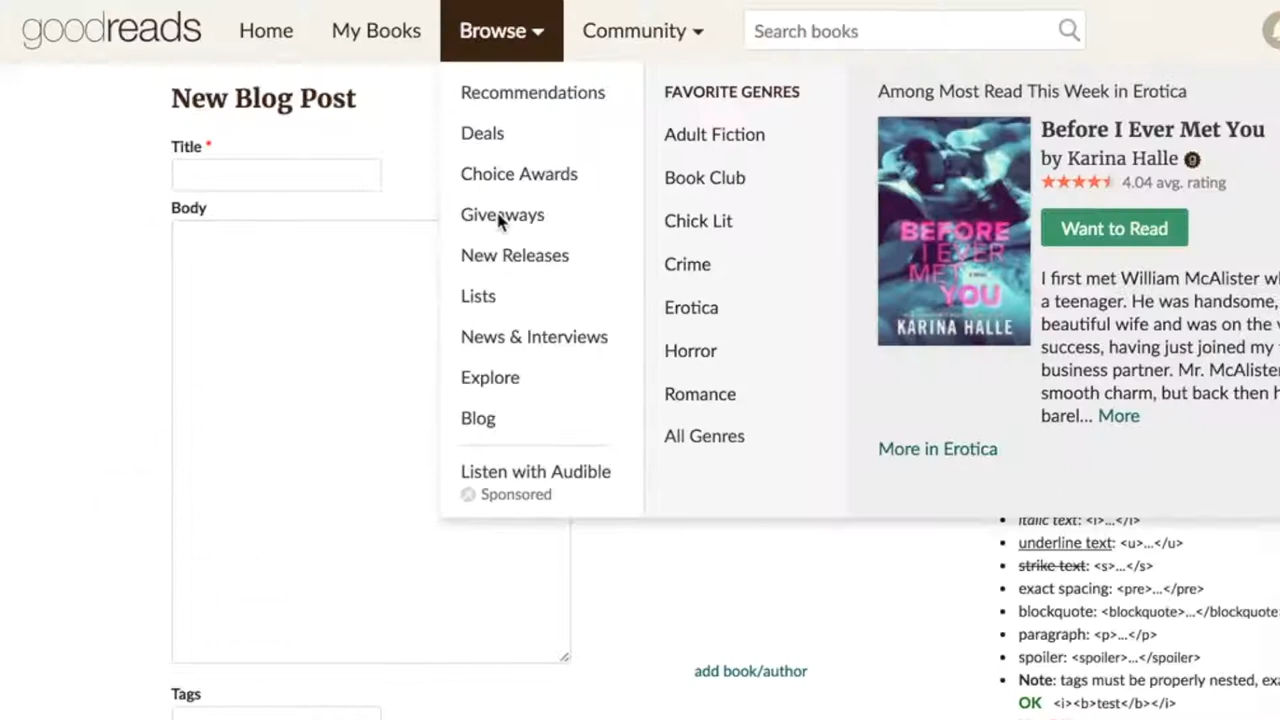 goodreads
Home
My Books
Browse
Community
Search books
New Blog Post
Title *
Body
Recommendations
Deals
Choice Awards
Giveaways
New Releases
Lists
News & Interviews
Explore
Blog
Listen with Audible
Sponsored
FAVORITE GENRES
Adult Fiction
Book Club
Chick Lit
Crime
Erotica
Horror
Romance
All Genres
Among Most Read This Week in Erotica
BEFORE
I EVER
MET
YOU
KARINA HALLE
Before I Ever Met You
by Karina Halle
4.04 avg. rating
Want to Read
I first met William McAlister
a teenager. He was handsome,
beautiful wife and was on the
success, having just joined my
business partner. Mr. McAlister
smooth charm, but back then
barel... More
More in Erotica
italic text: <i>...</i>
underline text: <u>...</u>
strike text: <s>...</s>
exact spacing: <pre>...</pre>
blockquote: <blockquote>...</blockquote
paragraph: <p>...</p>
spoiler: <spoiler>...</spoiler>
Note: tags must be properly nested,
OK <i><b>test</b></i>
add book/author
Tags